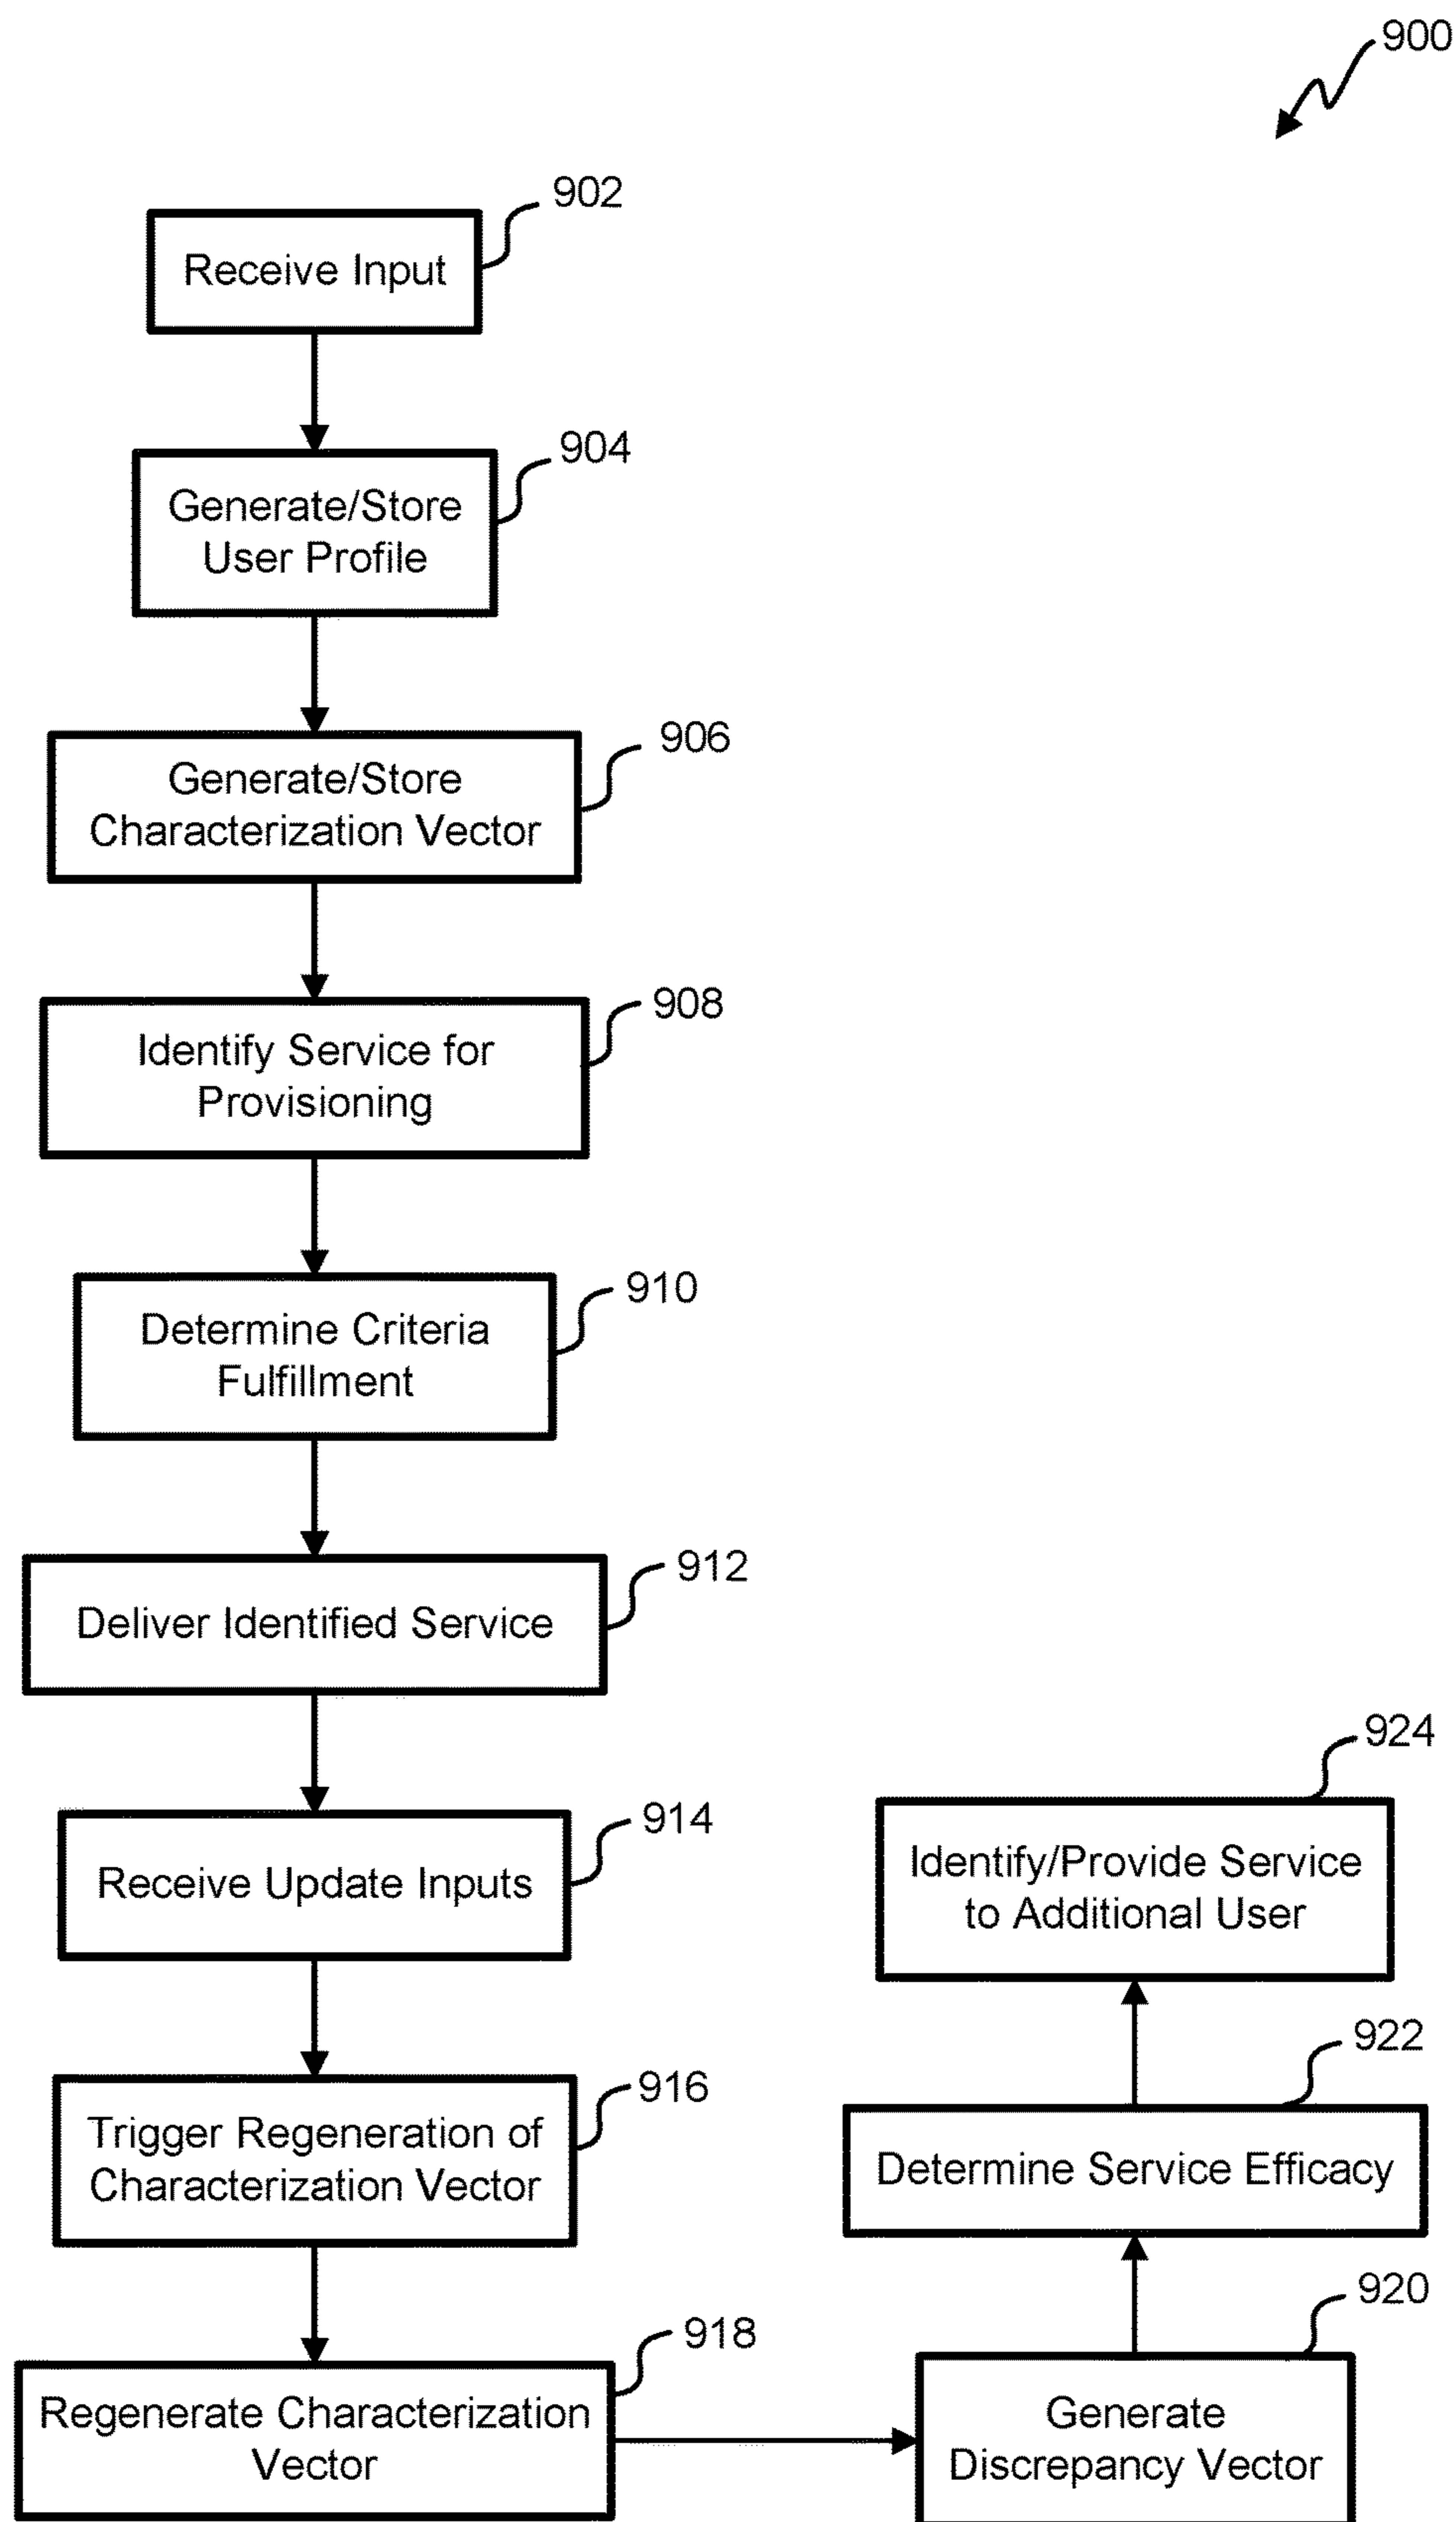 900
902
Receive Input
904
Generate/Store
User Profile
906
Generate/Store
Characterization Vector
908
Identify Service for
Provisioning
910
Determine Criteria
Fulfillment
912
Deliver Identified Service
914
Receive Update Inputs
916
Trigger Regeneration of
Characterization Vector
918
Regenerate Characterization
Vector
920
Generate
Discrepancy Vector
922
Determine Service Efficacy
924
Identify/Provide Service
to Additional User